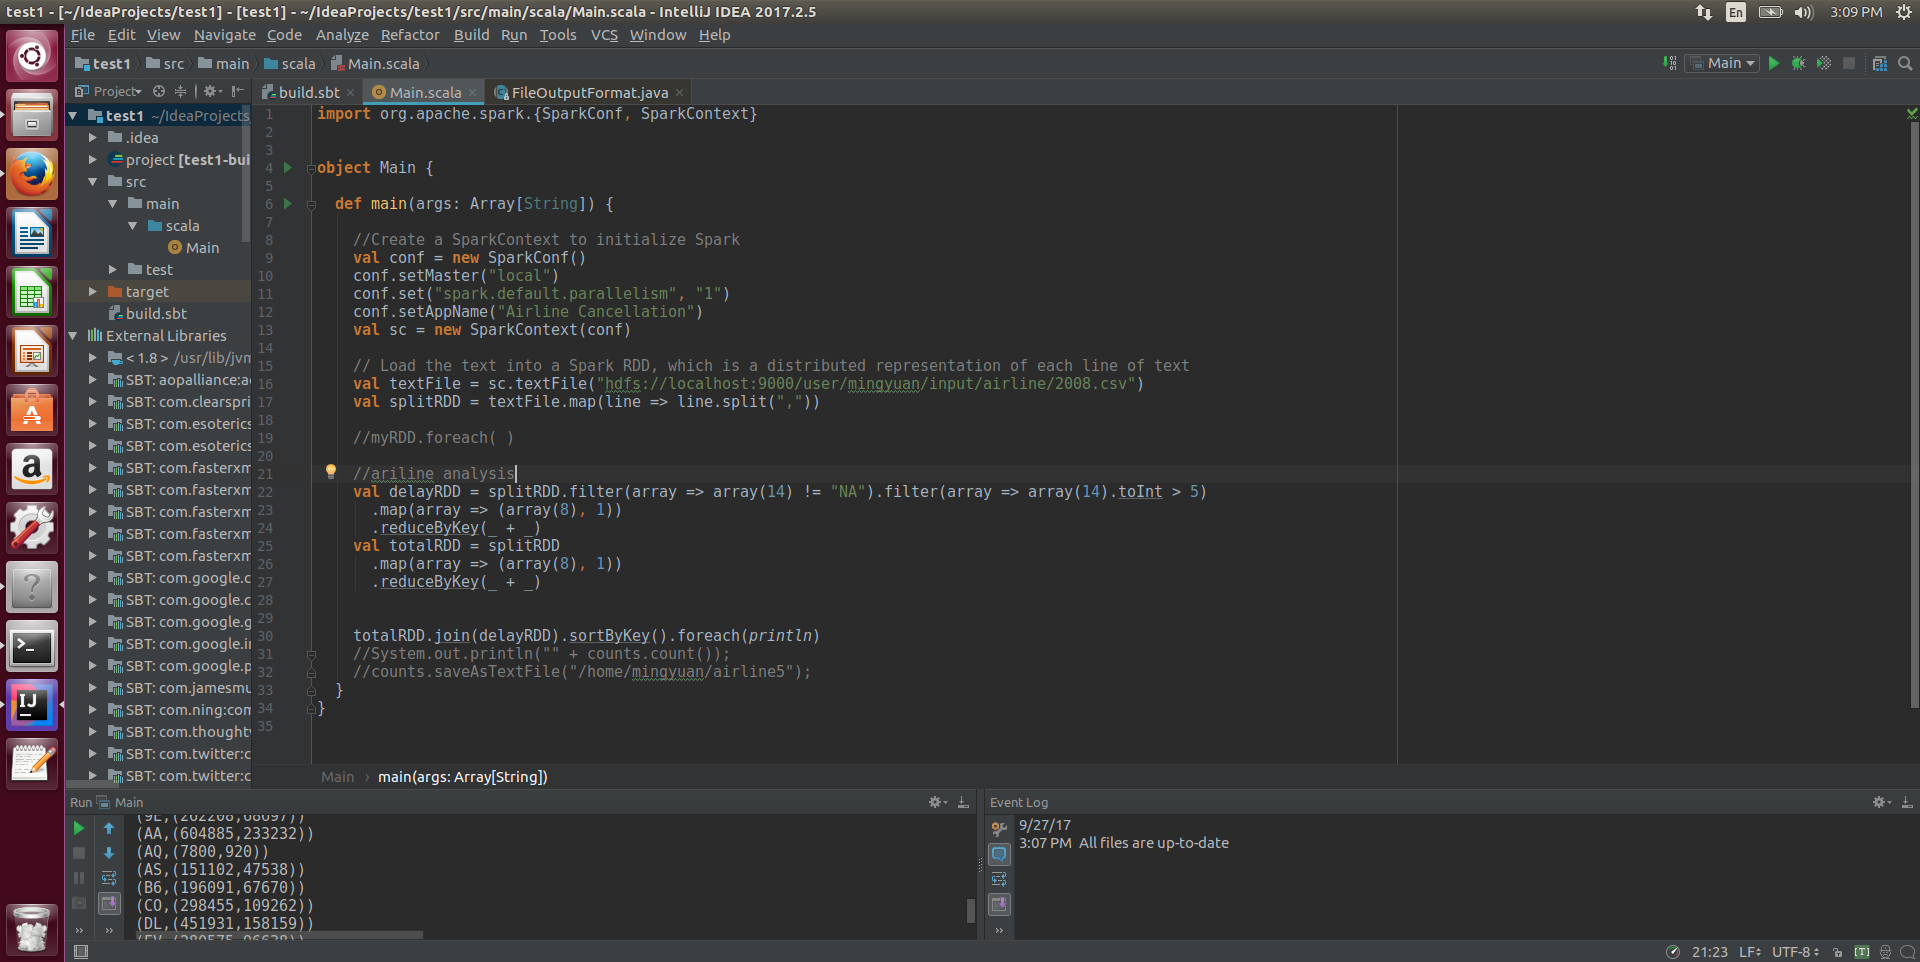 test1 - [~/IdeaProjects/test1] - [test1] - ~/IdeaProjects/test1/src/main/scala/Main.scala - IntelliJ IDEA 2017.2.5
En
3:09 PM
File Edit View Navigate Code Analyze Refactor Build Run Tools VCS Window Help
test1 src main scala Main.scala
Main
Project
build.sbt Main.scala FileOutputFormat.java
test1 ~/IdeaProjects
.idea
project [test1-bui
src
main
scala
Main
test
target
build.sbt
External Libraries
< 1.8 > /usr/lib/jvm
SBT: aopalliance:a
SBT: com.clearspri
SBT: com.esoterics
SBT: com.esoterics
SBT: com.fasterxm
SBT: com.fasterxm
SBT: com.fasterxm
SBT: com.fasterxm
SBT: com.fasterxm
SBT: com.google.c
SBT: com.google.c
SBT: com.google.g
SBT: com.google.in
SBT: com.google.p
SBT: com.jamesmu
SBT: com.ning:com
SBT: com.thoughtw
SBT: com.twitter:c
SBT: com.twitter:c
1 import org.apache.spark.{SparkConf, SparkContext}
2
3
4 object Main {
5
6 def main(args: Array[String]) {
7
8 //Create a SparkContext to initialize Spark
9 val conf = new SparkConf()
10 conf.setMaster("local")
11 conf.set("spark.default.parallelism", "1")
12 conf.setAppName("Airline Cancellation")
13 val sc = new SparkContext(conf)
14
15 // Load the text into a Spark RDD, which is a distributed representation of each line of text
16 val textFile = sc.textFile("hdfs://localhost:9000/user/mingyuan/input/airline/2008.csv")
17 val splitRDD = textFile.map(line => line.split(","))
18
19 //myRDD.foreach( )
20
21 //ariline analysis
22 val delayRDD = splitRDD.filter(array => array(14) != "NA").filter(array => array(14).toInt > 5)
23 .map(array => (array(8), 1))
24 .reduceByKey(_ + _)
25 val totalRDD = splitRDD
26 .map(array => (array(8), 1))
27 .reduceByKey(_ + _)
28
29
30 totalRDD.join(delayRDD).sortByKey().foreach(println)
31 //System.out.println("" + counts.count());
32 //counts.saveAsTextFile("/home/mingyuan/airline5");
33 }
34 }
35
Main › main(args: Array[String])
Run Main
(9E,(262208,68697))
(AA,(604885,233232))
(AQ,(7800,920))
(AS,(151102,47538))
(B6,(196091,67670))
(CO,(298455,109262))
(DL,(451931,158159))
(EV,(280575,96638))
Event Log
9/27/17
3:07 PM All files are up-to-date
21:23 LF UTF-8 [T]